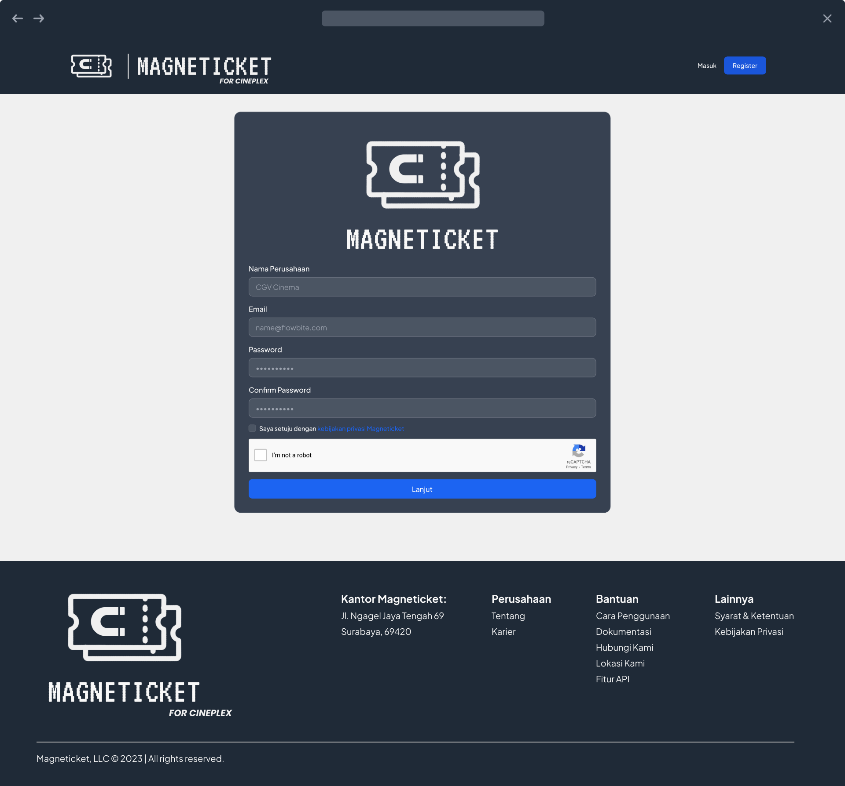 MAGNETICKET
FOR CINEPLEX
Masuk
Register
MAGNETICKET
Nama Perusahaan
CGV Cinema
Email
name@flowbite.com
Password
••••••••••
Confirm Password
••••••••••
Saya setuju dengan kebijakan privasi Magneticket
I'm not a robot
reCAPTCHA
Privacy - Terms
Lanjut
MAGNETICKET
FOR CINEPLEX
Kantor Magneticket:
Jl. Ngagel Jaya Tengah 69
Surabaya, 69420
Perusahaan
Tentang
Karier
Bantuan
Cara Penggunaan
Dokumentasi
Hubungi Kami
Lokasi Kami
Fitur API
Lainnya
Syarat & Ketentuan
Kebijakan Privasi
Magneticket, LLC © 2023 | All rights reserved.